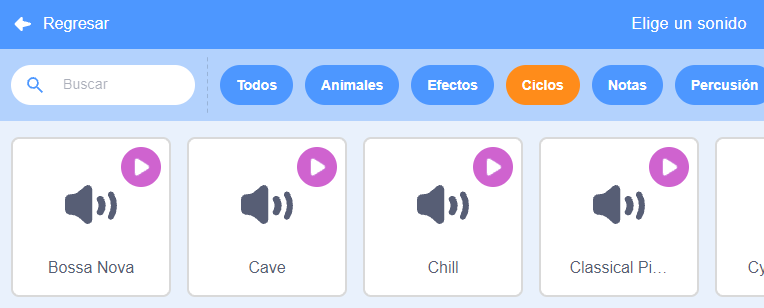 Regresar
Elige un sonido
Buscar
Todos
Animales
Efectos
Ciclos
Notas
Percusión
Bossa Nova
Cave
Chill
Classical Pi...
Cy